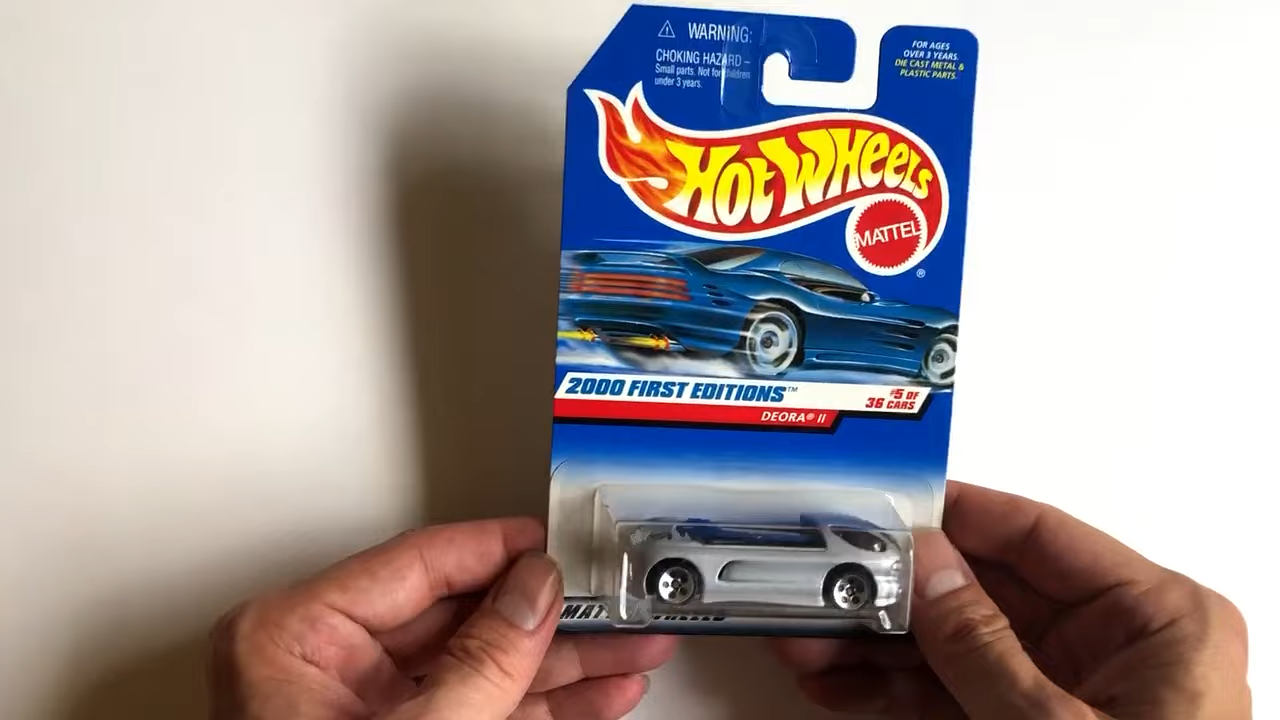 ⚠ WARNING:
CHOKING HAZARD –
Small parts. Not for children
under 3 years.
FOR AGES
OVER 3 YEARS.
DIE CAST METAL &
PLASTIC PARTS.
HOT WHEELS
MATTEL
®
2000 FIRST EDITIONS™
#5 OF
36 CARS
DEORA® II